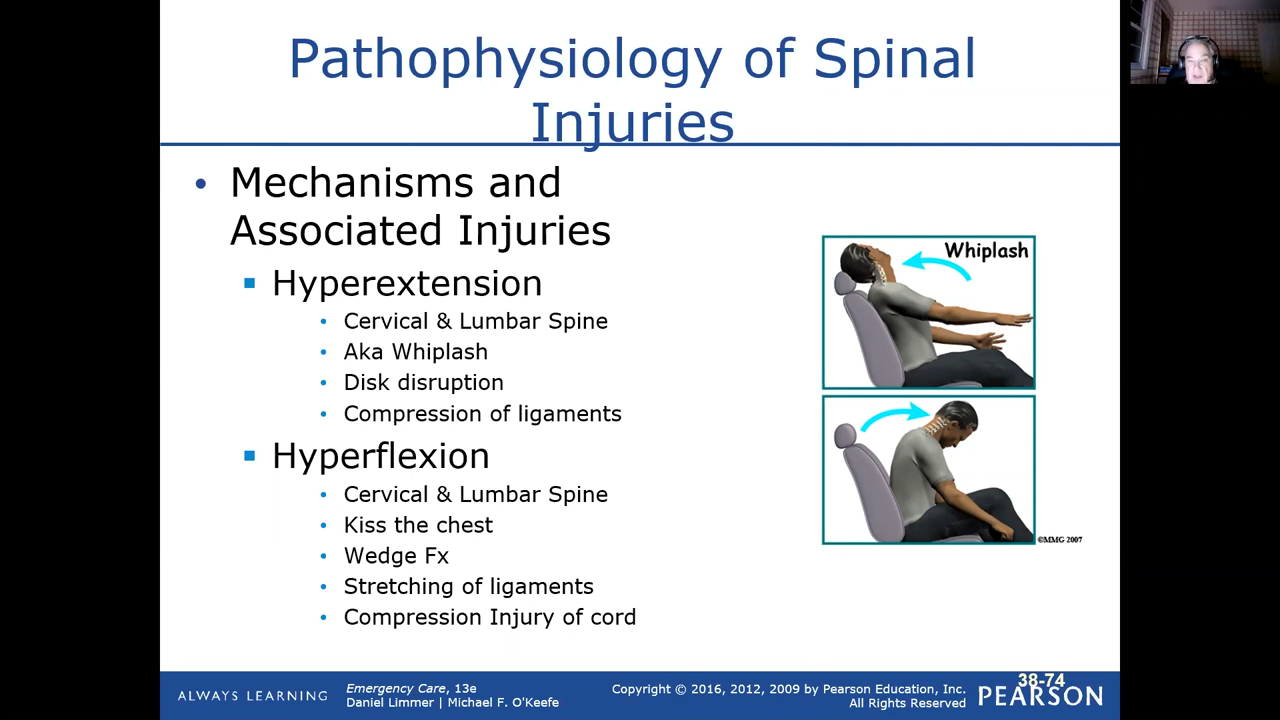 Pathophysiology of Spinal
Injuries
• Mechanisms and
Associated Injuries
▪ Hyperextension
• Cervical & Lumbar Spine
• Aka Whiplash
• Disk disruption
• Compression of ligaments
▪ Hyperflexion
• Cervical & Lumbar Spine
• Kiss the chest
• Wedge Fx
• Stretching of ligaments
• Compression Injury of cord
Whiplash
©MMG 2007
ALWAYS LEARNING
Emergency Care, 13e
Daniel Limmer | Michael F. O'Keefe
Copyright © 2016, 2012, 2009 by Pearson Education, Inc.
All Rights Reserved
38-74
PEARSON